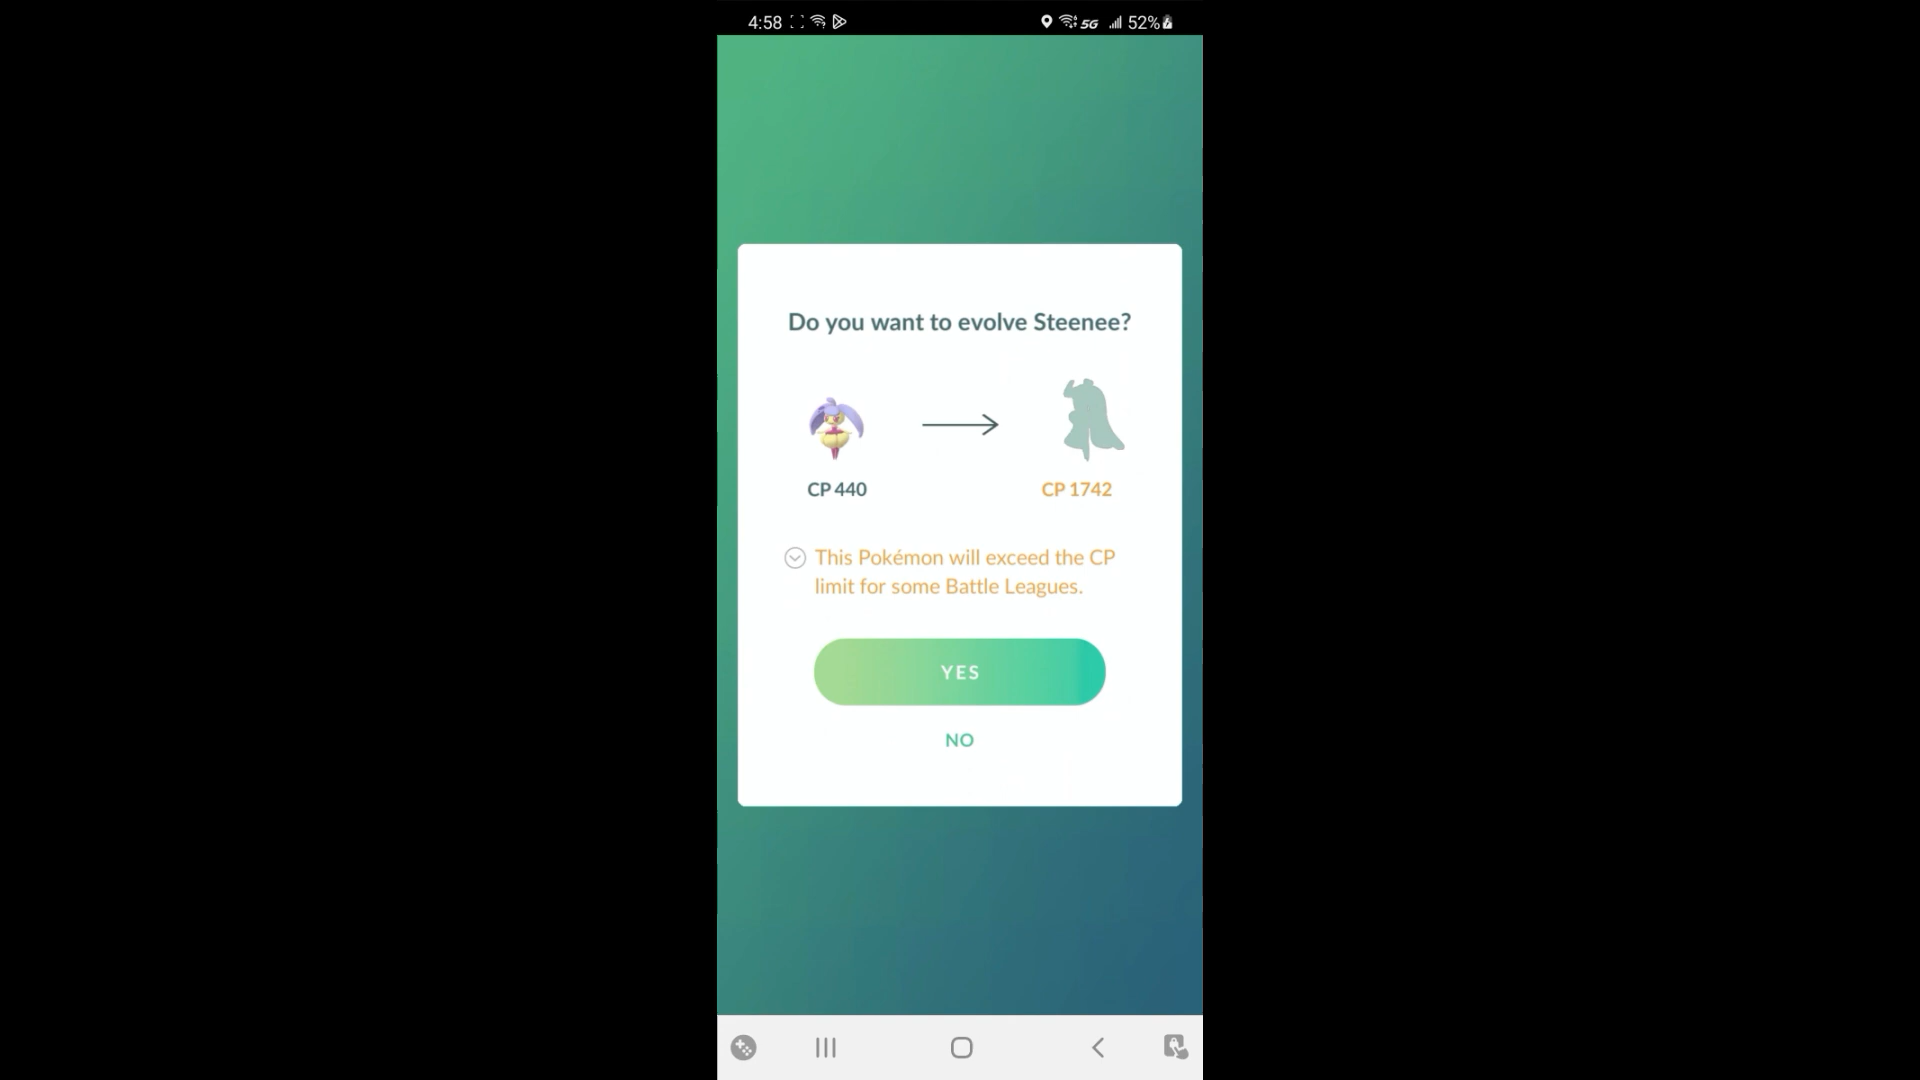 4:58
5G 52%
Do you want to evolve Steenee?
CP 440
CP 1742
This Pokémon will exceed the CP
limit for some Battle Leagues.
YES
NO